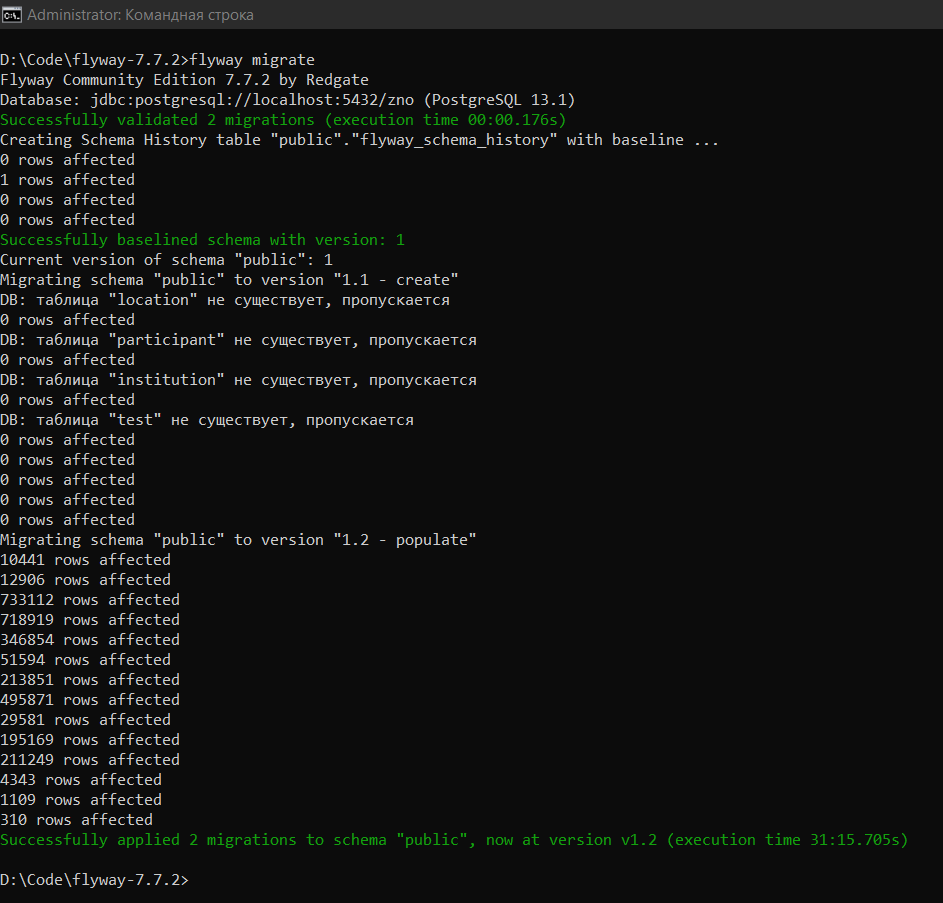 Administrator: Командная строка
D:\Code\flyway-7.7.2>flyway migrate
Flyway Community Edition 7.7.2 by Redgate
Database: jdbc:postgresql://localhost:5432/zno (PostgreSQL 13.1)
Successfully validated 2 migrations (execution time 00:00.176s)
Creating Schema History table "public"."flyway_schema_history" with baseline ...
0 rows affected
1 rows affected
0 rows affected
0 rows affected
Successfully baselined schema with version: 1
Current version of schema "public": 1
Migrating schema "public" to version "1.1 - create"
DB: таблица "location" не существует, пропускается
0 rows affected
DB: таблица "participant" не существует, пропускается
0 rows affected
DB: таблица "institution" не существует, пропускается
0 rows affected
DB: таблица "test" не существует, пропускается
0 rows affected
0 rows affected
0 rows affected
0 rows affected
0 rows affected
Migrating schema "public" to version "1.2 - populate"
10441 rows affected
12906 rows affected
733112 rows affected
718919 rows affected
346854 rows affected
51594 rows affected
213851 rows affected
495871 rows affected
29581 rows affected
195169 rows affected
211249 rows affected
4343 rows affected
1109 rows affected
310 rows affected
Successfully applied 2 migrations to schema "public", now at version v1.2 (execution time 31:15.705s)
D:\Code\flyway-7.7.2>